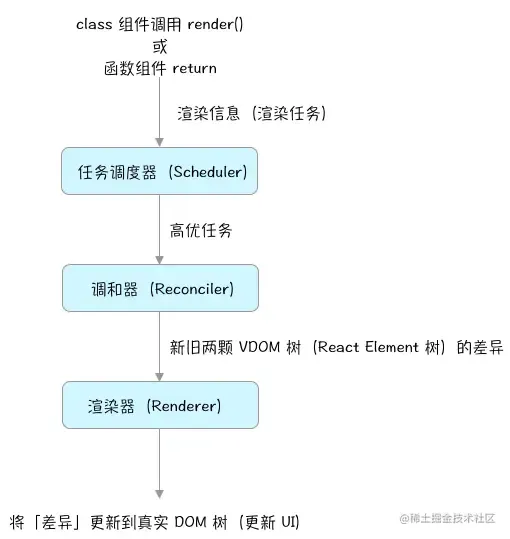 class 组件调用 render()
或
函数组件 return
渲染信息（渲染任务）
任务调度器（Scheduler）
高优任务
调和器（Reconciler）
新旧两颗 VDOM 树（React Element 树）的差异
渲染器（Renderer）
将「差异」更新到真实 DOM 树（更新 UI）
@稀土掘金技术社区